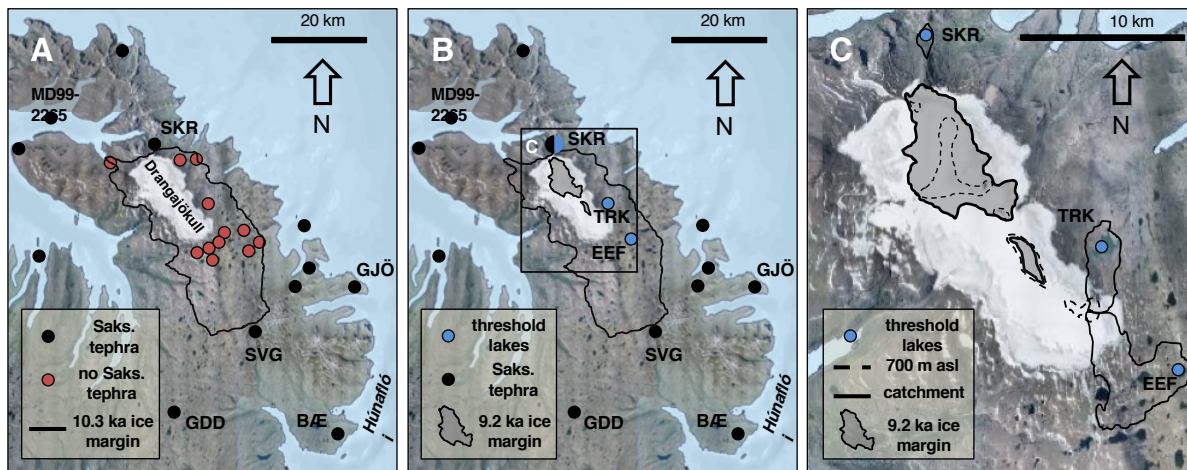 A
20 km
N
MD99-
2265
SKR
Drangajökull
GJÖ
SVG
GDD
BÆ
Húnafló
i
Saks.
tephra
no Saks.
tephra
10.3 ka ice
margin
B
20 km
N
MD99-
2265
C
SKR
TRK
EEF
GJÖ
SVG
GDD
BÆ
Húnafló
i
threshold
lakes
Saks.
tephra
9.2 ka ice
margin
C
10 km
N
SKR
TRK
EEF
threshold
lakes
700 m asl
catchment
9.2 ka ice
margin